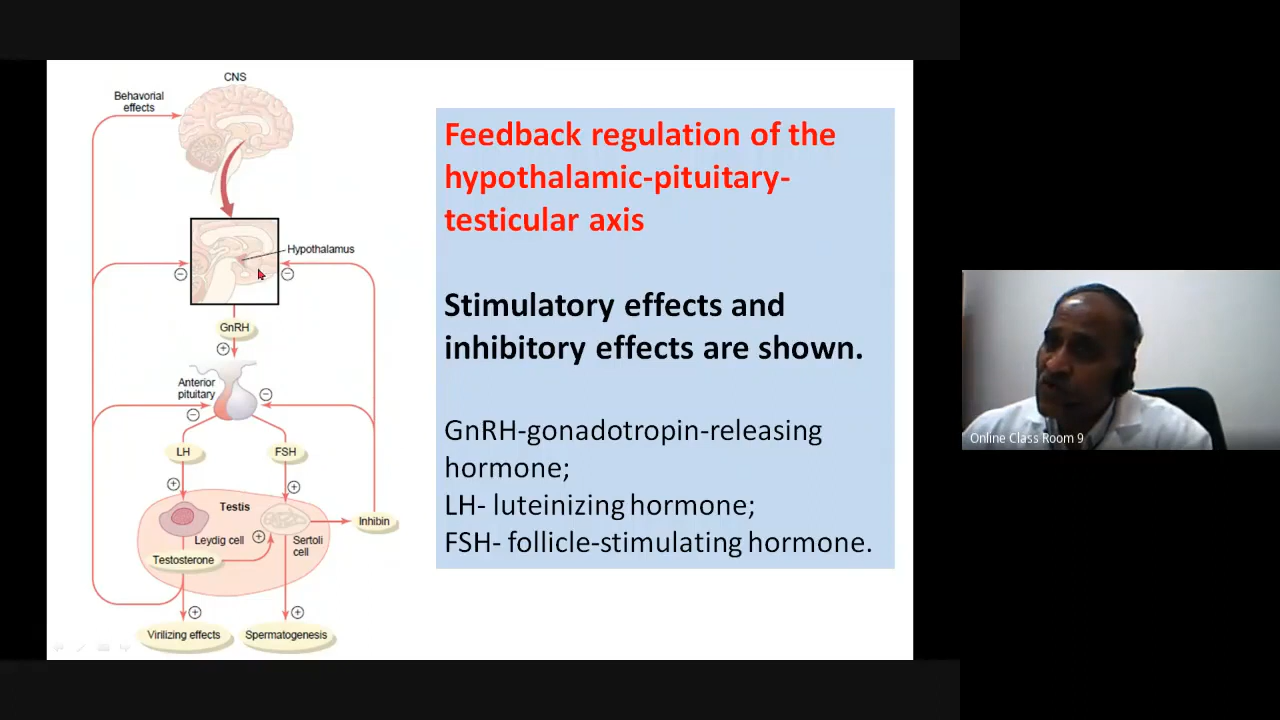 CNS
Behavorial
effects
Hypothalamus
GnRH
Anterior
pituitary
LH
FSH
Testis
Leydig cell
Sertoli
cell
Inhibin
Testosterone
Virilizing effects
Spermatogenesis
Feedback regulation of the
hypothalamic-pituitary-
testicular axis
Stimulatory effects and
inhibitory effects are shown.
GnRH-gonadotropin-releasing
hormone;
LH- luteinizing hormone;
FSH- follicle-stimulating hormone.
Online Class Room 9